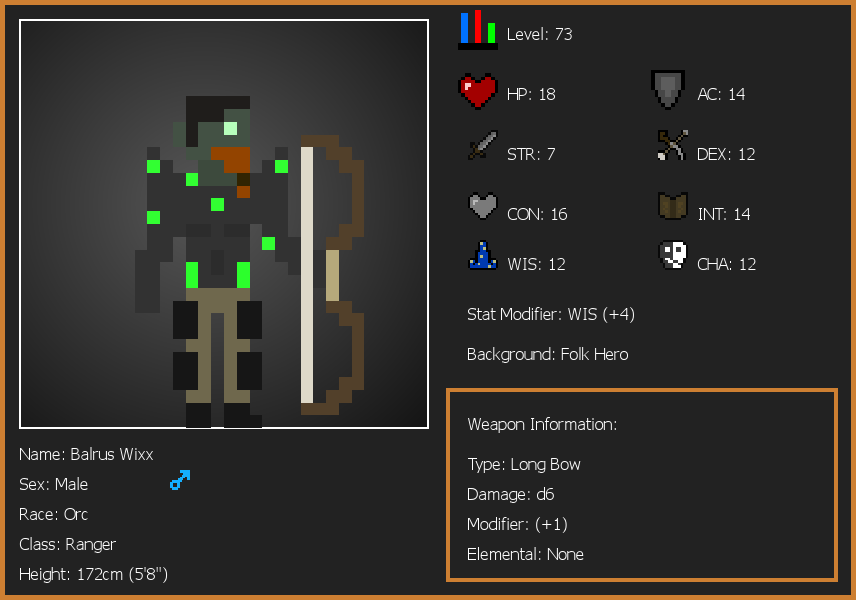 Level: 73
HP: 18
AC: 14
STR: 7
DEX: 12
CON: 16
INT: 14
WIS: 12
CHA: 12
Stat Modifier: WIS (+4)
Background: Folk Hero
Weapon Information:
Type: Long Bow
Damage: d6
Modifier: (+1)
Elemental: None
Name: Balrus Wixx
Sex: Male
Race: Orc
Class: Ranger
Height: 172cm (5'8")